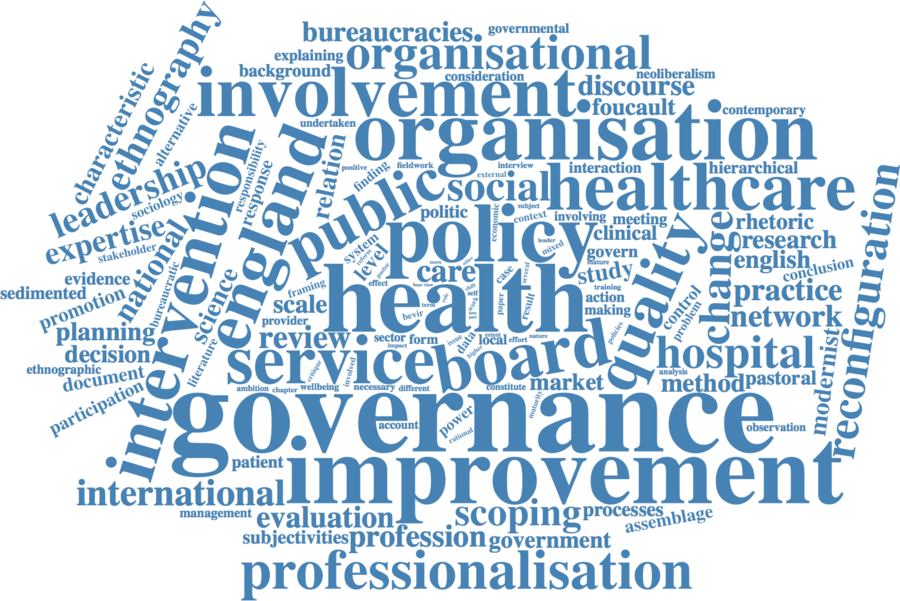 bureaucracies governmental
explaining organisational
background consideration neoliberalism
involvement discourse
foucault contemporary
undertaken organisation
characteristic ethnography alternative
leadership
sociology
expertise
stakeholder
responsibility response relation
positive fieldwork interview interaction hierarchical
finding external
public social healthcare
politic subject context involving meeting
economic
policy clinical rhetoric
leader mixed
national intervention england
system level
quality change research
govern english
evidence science framing effect care case several study conclusion
sedimented bureaucratic health mature training
promotion scale action control practice
provider bevir term paper result making problem network
planning review sector form data local effort nature policies
impact issue extent
decision literature service board higher hospital modernist reconfiguration
ethnographic document critique involved analysis
participation ambition chapter wellbeing necessary different constitute market method pastoral
governance
maturity
account power observation
rational
patient improvement
international
management evaluation scoping processes
assemblage
subjectivities profession government
professionalisation